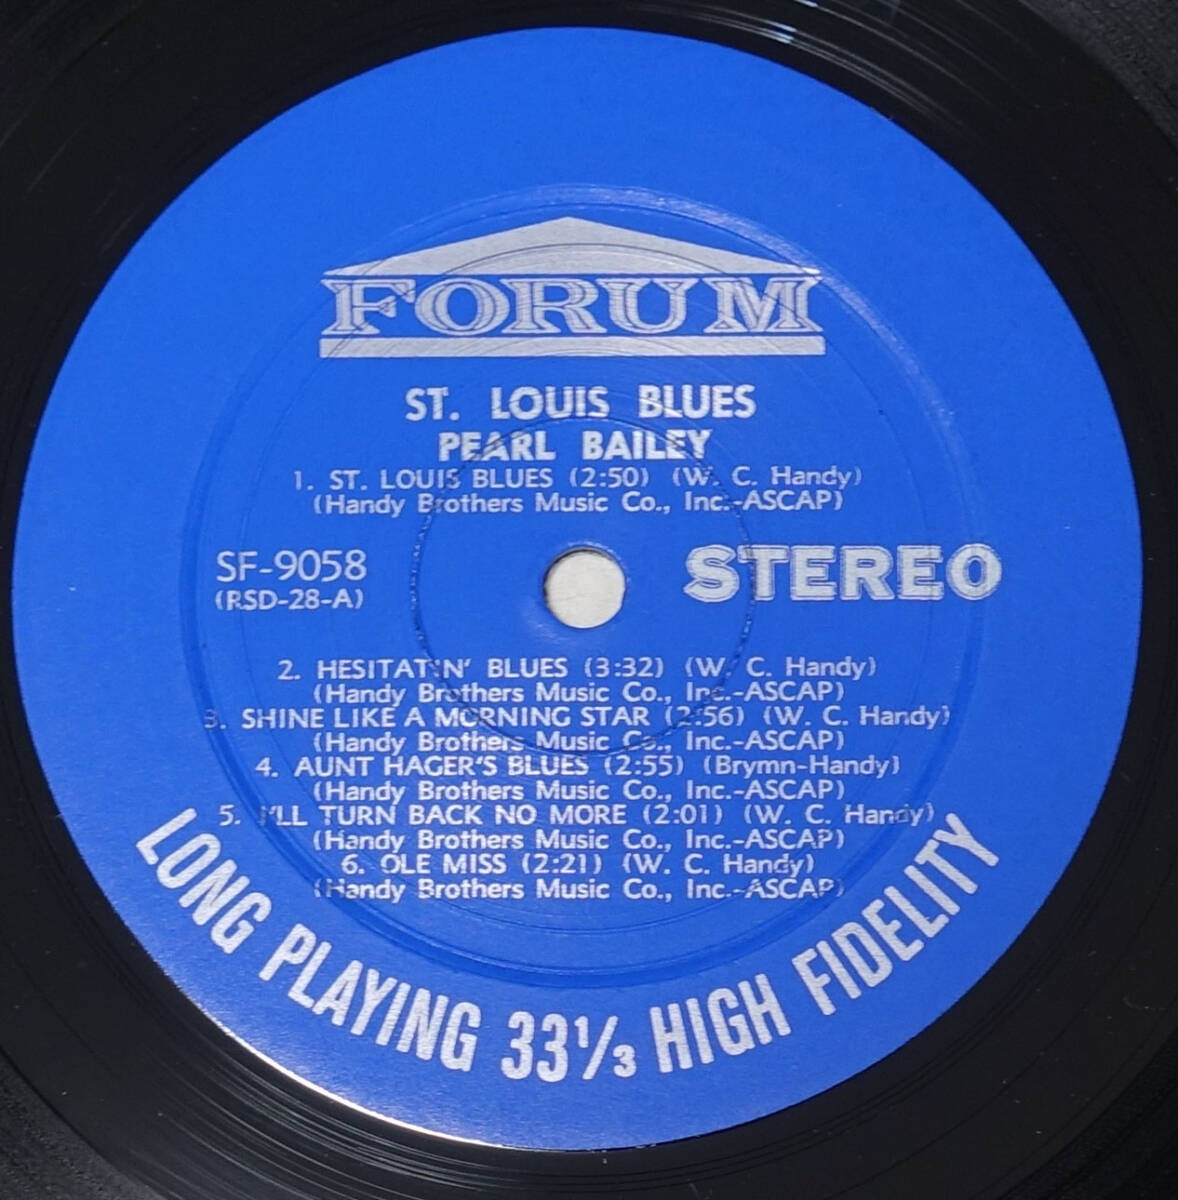 FORUM
ST. LOUIS BLUES
PEARL BAILEY
1. ST. LOUIS BLUES (2:50) (W. C. Handy)
(Handy Brothers Music Co., Inc.-ASCAP)
SF-9058
(RSD-28-A)
STEREO
2. HESITATIN' BLUES (3:32) (W. C. Handy)
(Handy Brothers Music Co., Inc.-ASCAP)
3. SHINE LIKE A MORNING STAR (2:56) (W. C. Handy)
(Handy Brothers Music Co., Inc.-ASCAP)
4. AUNT HAGER'S BLUES (2:55) (Brymn-Handy)
(Handy Brothers Music Co., Inc.-ASCAP)
5. I'LL TURN BACK NO MORE (2:01) (W. C. Handy)
(Handy Brothers Music Co., Inc.-ASCAP)
6. OLE MISS (2:21) (W. C. Handy)
(Handy Brothers Music Co., Inc.-ASCAP)
LONG PLAYING 33⅓ HIGH FIDELITY